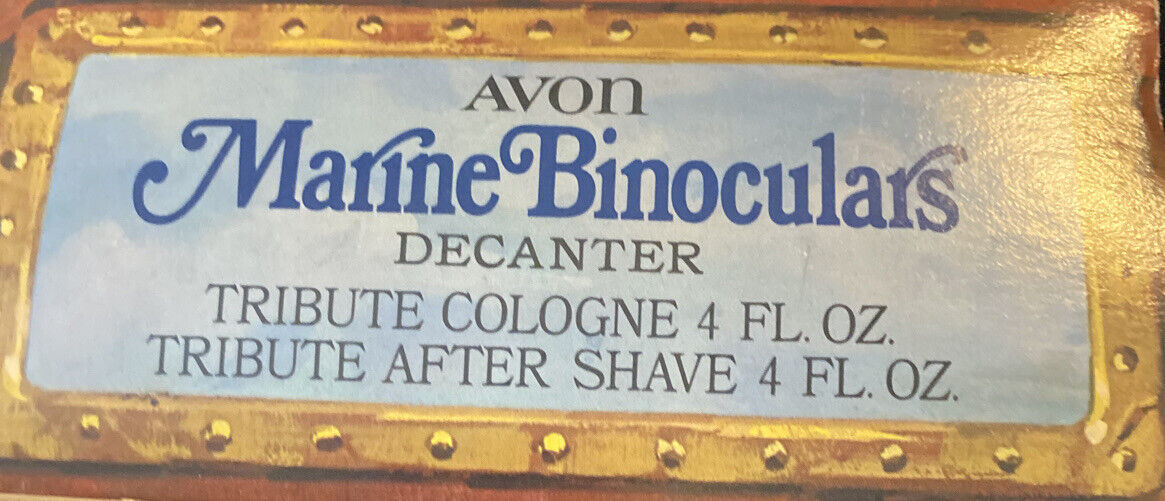 AVON
Marine Binoculars
DECANTER
TRIBUTE COLOGNE 4 FL. OZ.
TRIBUTE AFTER SHAVE 4 FL. OZ.